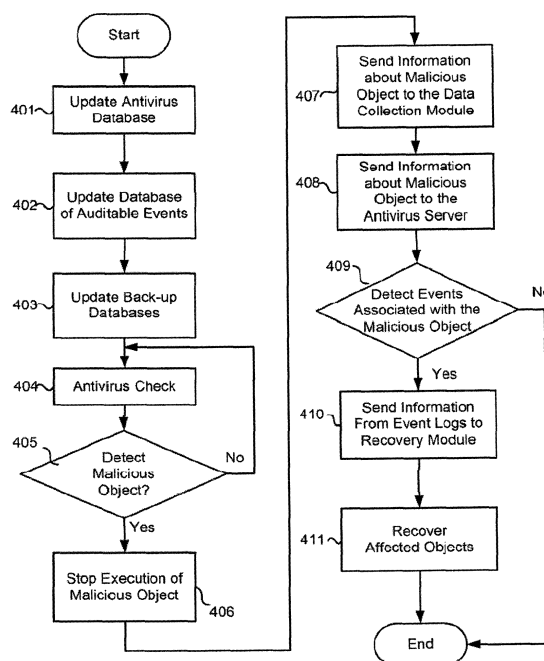 Start
401
Update Antivirus
Database
402
Update Database
of Auditable Events
403
Update Back-up
Databases
404
Antivirus Check
405
Detect
Malicious
Object?
No
Yes
Stop Execution of
Malicious Object
406
407
Send Information
about Malicious
Object to the Data
Collection Module
408
Send Information
about Malicious
Object to the
Antivirus Server
409
Detect Events
Associated with the
Malicious Object
No
Yes
410
Send Information
From Event Logs to
Recovery Module
411
Recover
Affected Objects
End